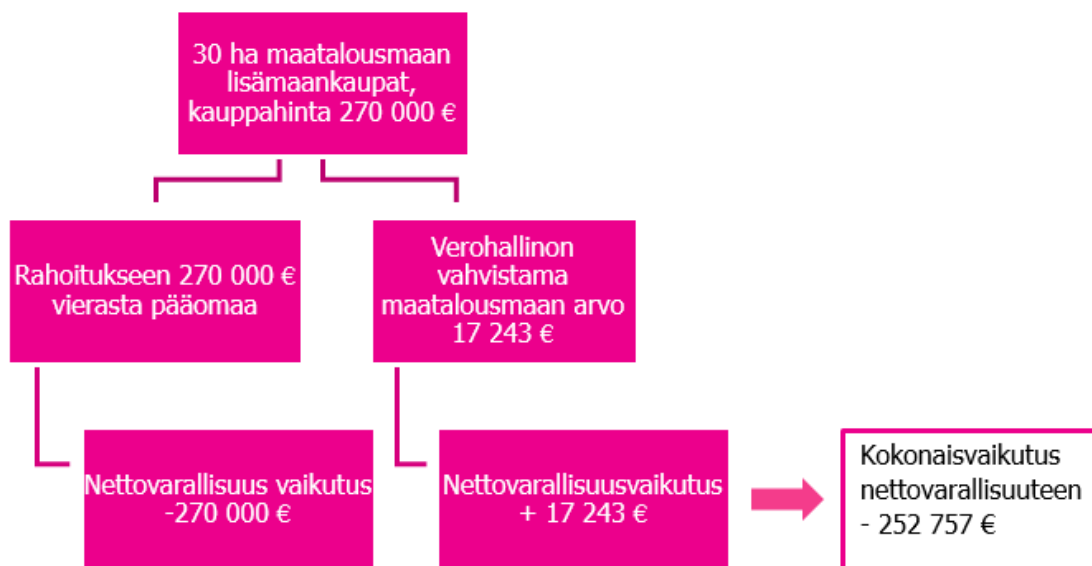 30 ha maatalousmaan
lisämaankaupat,
kauppahinta 270 000 €
Rahoitukseen 270 000 €
vierasta pääomaa
Verohallinon
vahvistama
maatalousmaan arvo
17 243 €
Nettovarallisuus vaikutus
-270 000 €
Nettovarallisuusvaikutus
+ 17 243 €
Kokonaisvaikutus
nettovarallisuuteen
- 252 757 €